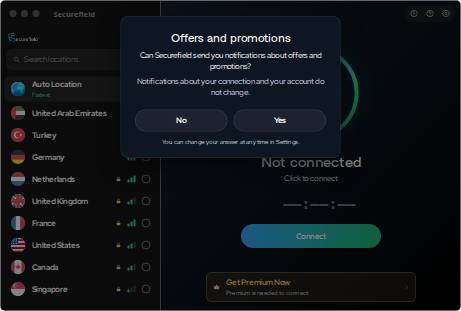 Securefield
Securefield
Search locations
Auto Location
Fastest
United Arab Emirates
Turkey
Germany
Netherlands
United Kingdom
France
United States
Canada
Singapore
Offers and promotions
Can Securefield send you notifications about offers and
promotions?
Notifications about your connection and your account do
not change.
No
Yes
You can change your answer at any time in Settings.
Not connected
Click to connect
Connect
Get Premium Now
Premium is needed to connect